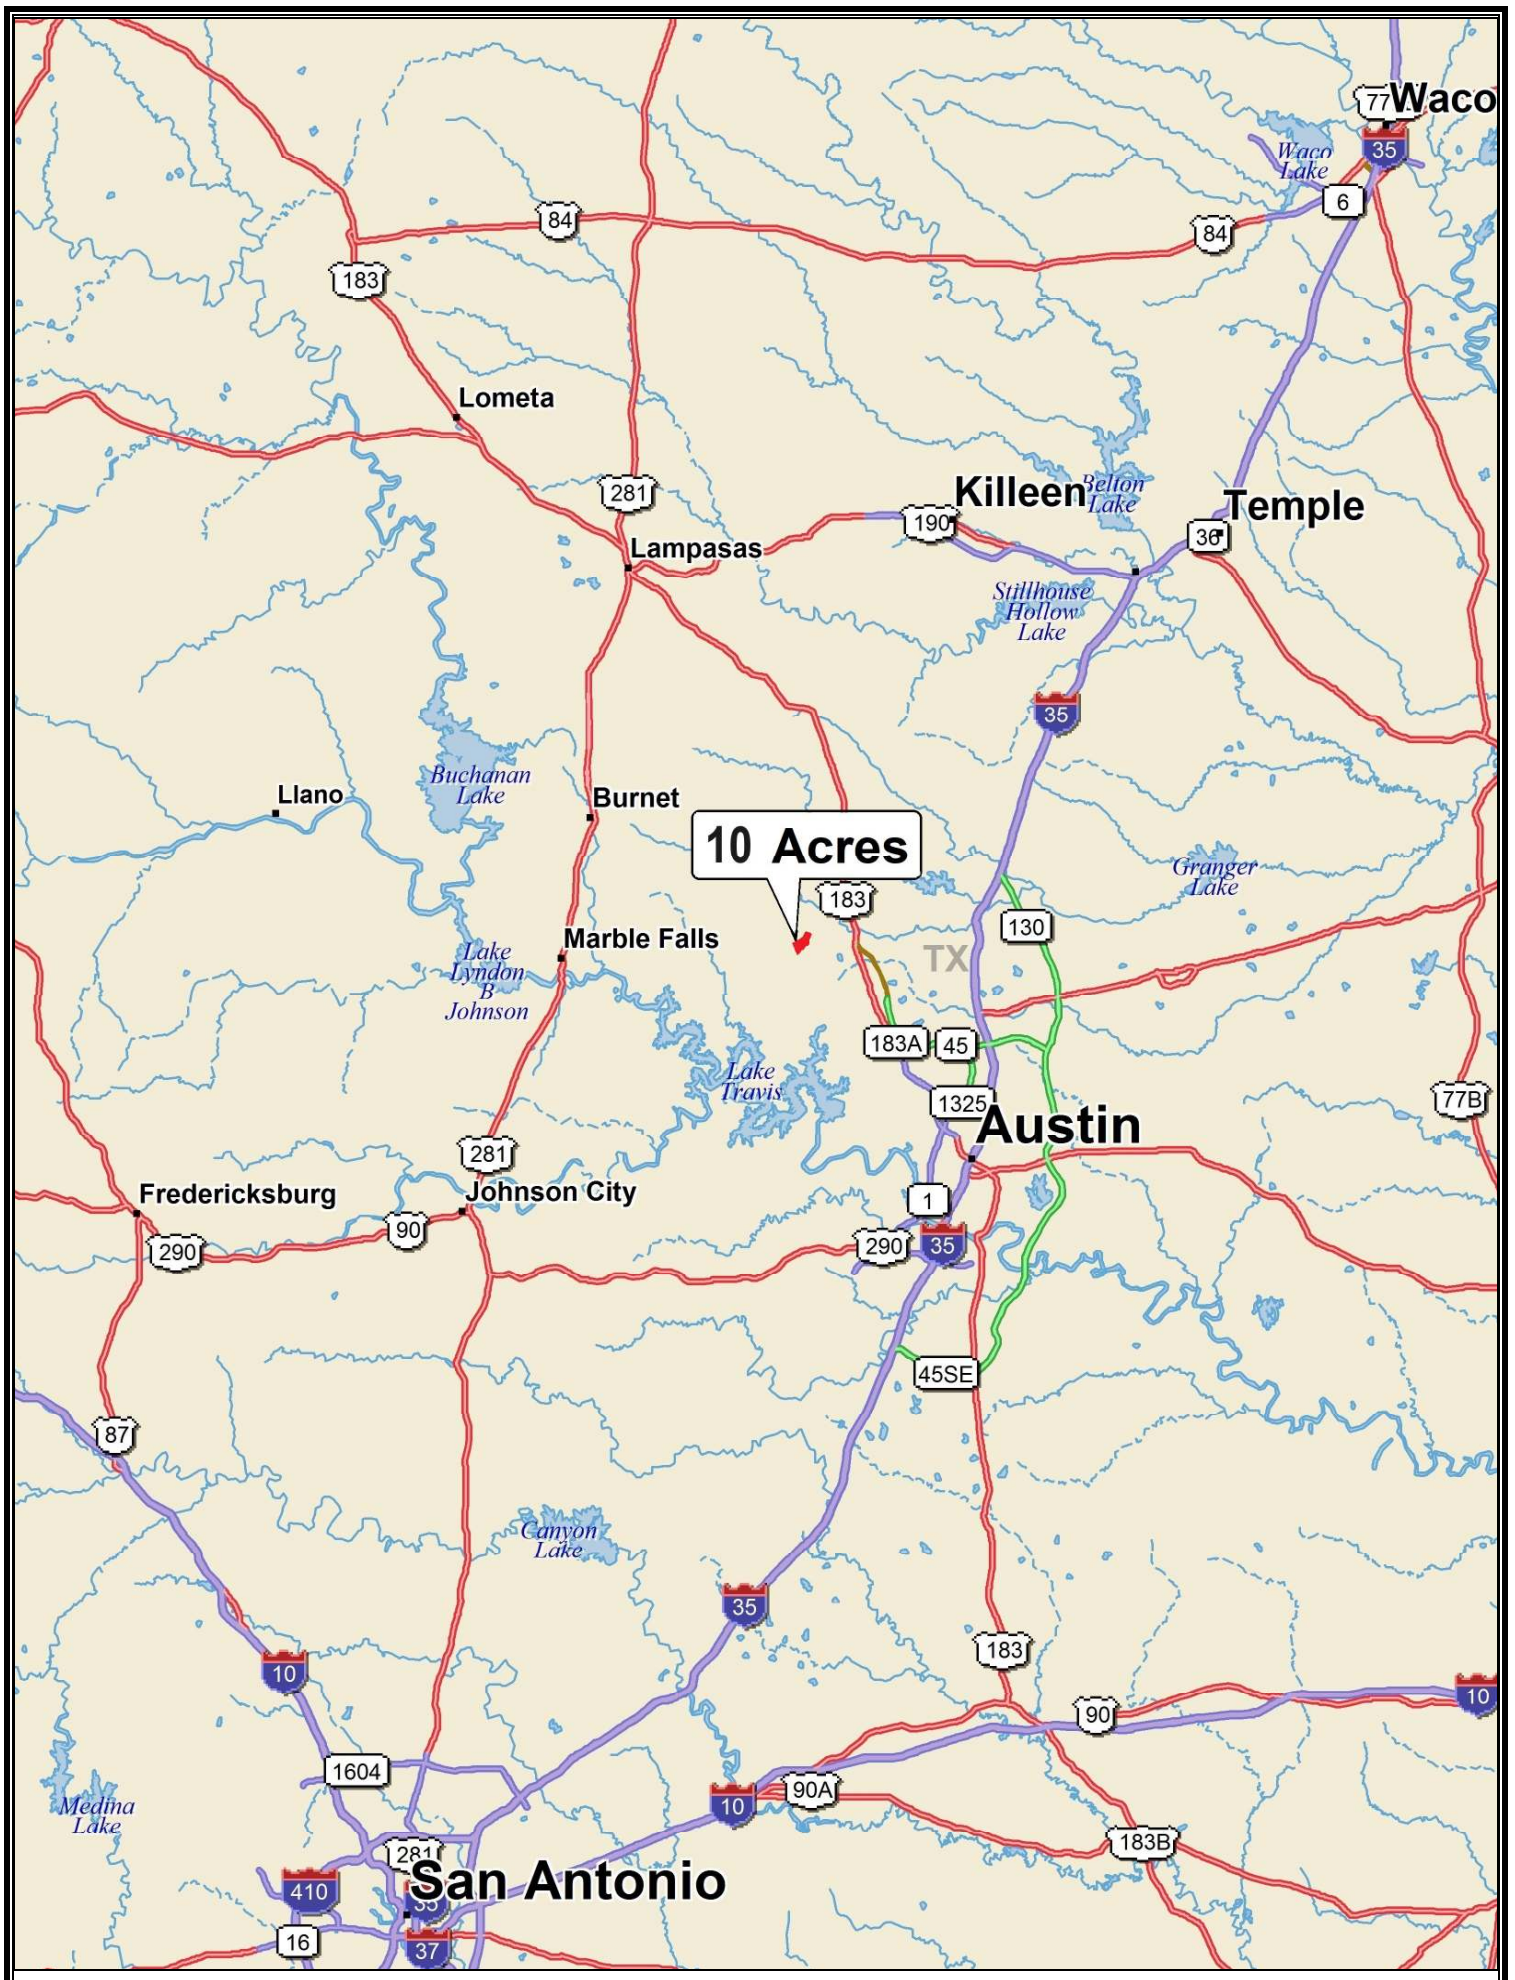 77
Waco
35
Waco
Lake
6
84
84
183
Lometa
281
Killeen
Belton
Lake
Temple
190
36
Lampasas
Stillhouse
Hollow
Lake
35
Buchanan
Lake
Llano
Burnet
10 Acres
Granger
Lake
183
130
Marble Falls
TX
Lake
Lyndon
B
Johnson
183A
45
Lake
Travis
1325
77B
Austin
281
Fredericksburg
Johnson City
1
90
290
290
35
45SE
87
Canyon
Lake
35
183
10
10
90
1604
90A
10
Medina
Lake
183B
281
San Antonio
410
35
16
37